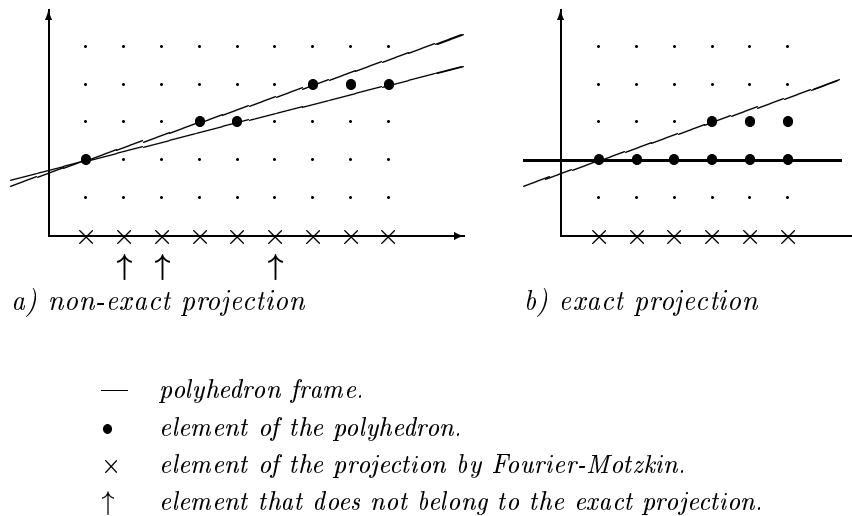 a) non-exact projection
b) exact projection
— polyhedron frame.
• element of the polyhedron.
× element of the projection by Fourier-Motzkin.
↑ element that does not belong to the exact projection.